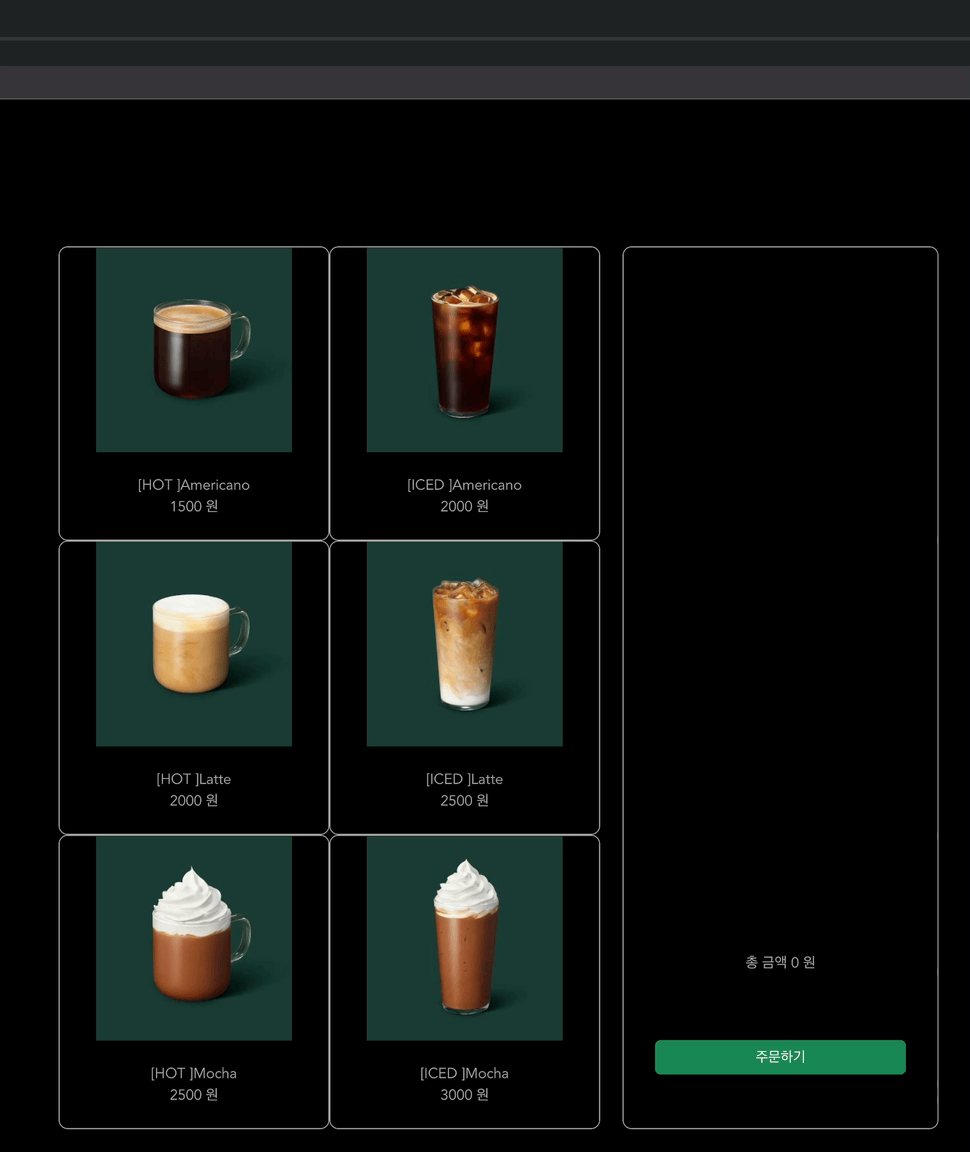 [HOT ]Americano
1500 원
[ICED ]Americano
2000 원
[HOT ]Latte
2000 원
[ICED ]Latte
2500 원
[HOT ]Mocha
2500 원
[ICED ]Mocha
3000 원
총 금액 0 원
주문하기